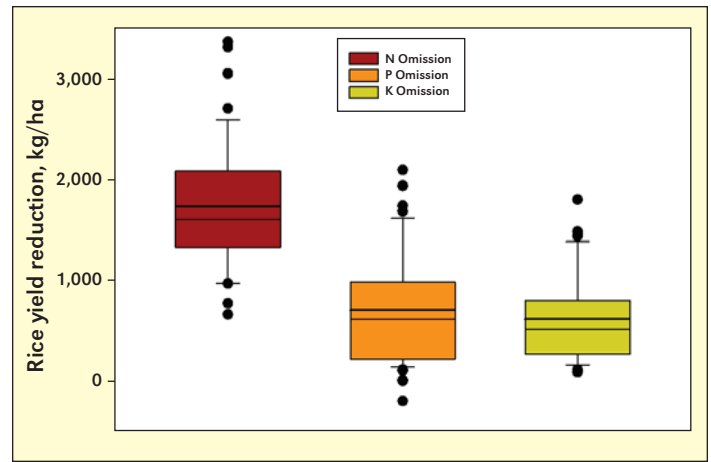 N Omission
P Omission
K Omission
3,000
2,000
1,000
0
Rice yield reduction, kg/ha